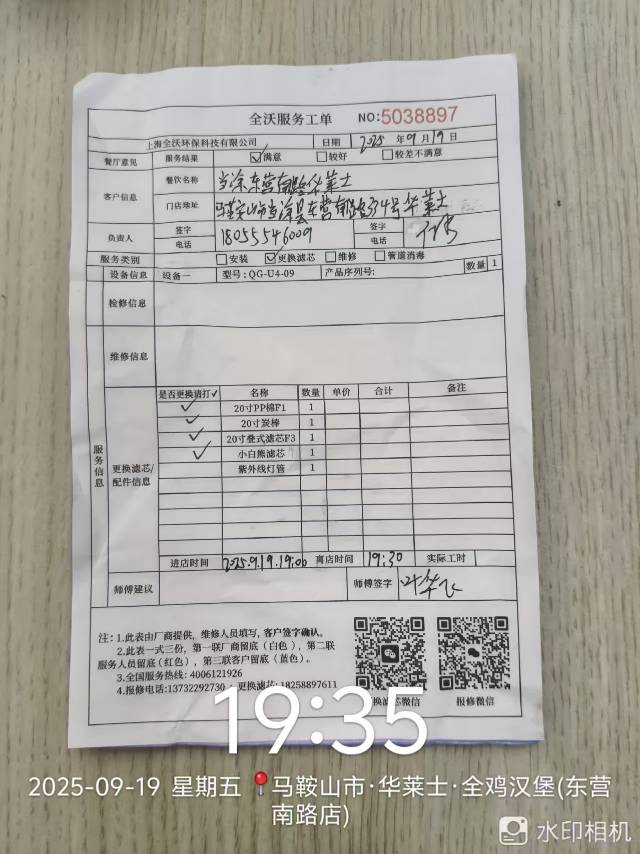 全沃服务工单 NO:5038897
上海全沃环保科技有限公司 日期 2025 年 9 月 19 日
餐厅意见 服务结果 ☑满意 □较好 □较差不满意
客户信息 餐饮名称 当涂东营南路华莱士
门店地址 马鞍山市当涂县东营南路334号华莱士
负责人 签字 电话 18055546009 签字 电话
服务类别 □安装 ☑更换滤芯 □维修 □管道消毒
设备信息 设备一 型号:QG-U4-09 产品序列号: 数量 1
检修信息
维修信息
服务信息 更换滤芯/配件信息
是否更换请打✓ 名称 数量 单价 合计 备注
✓ 20寸PP棉F1 1
✓ 20寸炭棒 1
✓ 20寸叠式滤芯F3 1
✓ 小白熊滤芯 1
紫外线灯管 1
进店时间 2025.9.19.19:00 离店时间 19:30 实际工时
师傅建议 师傅签字 叶华飞
注:1.此表由厂商提供,维修人员填写,客户签字确认。
2.此表一式三份,第一联厂商留底(白色),第二联
服务人员留底(红色),第三联客户留底(蓝色)。
3.全国服务热线:4006121926
4.报修电话:13732292730 更换滤芯:18258897611
换滤芯微信 报修微信
19:35
2025-09-19 星期五 📍马鞍山市·华莱士·全鸡汉堡(东营
南路店)
水印相机